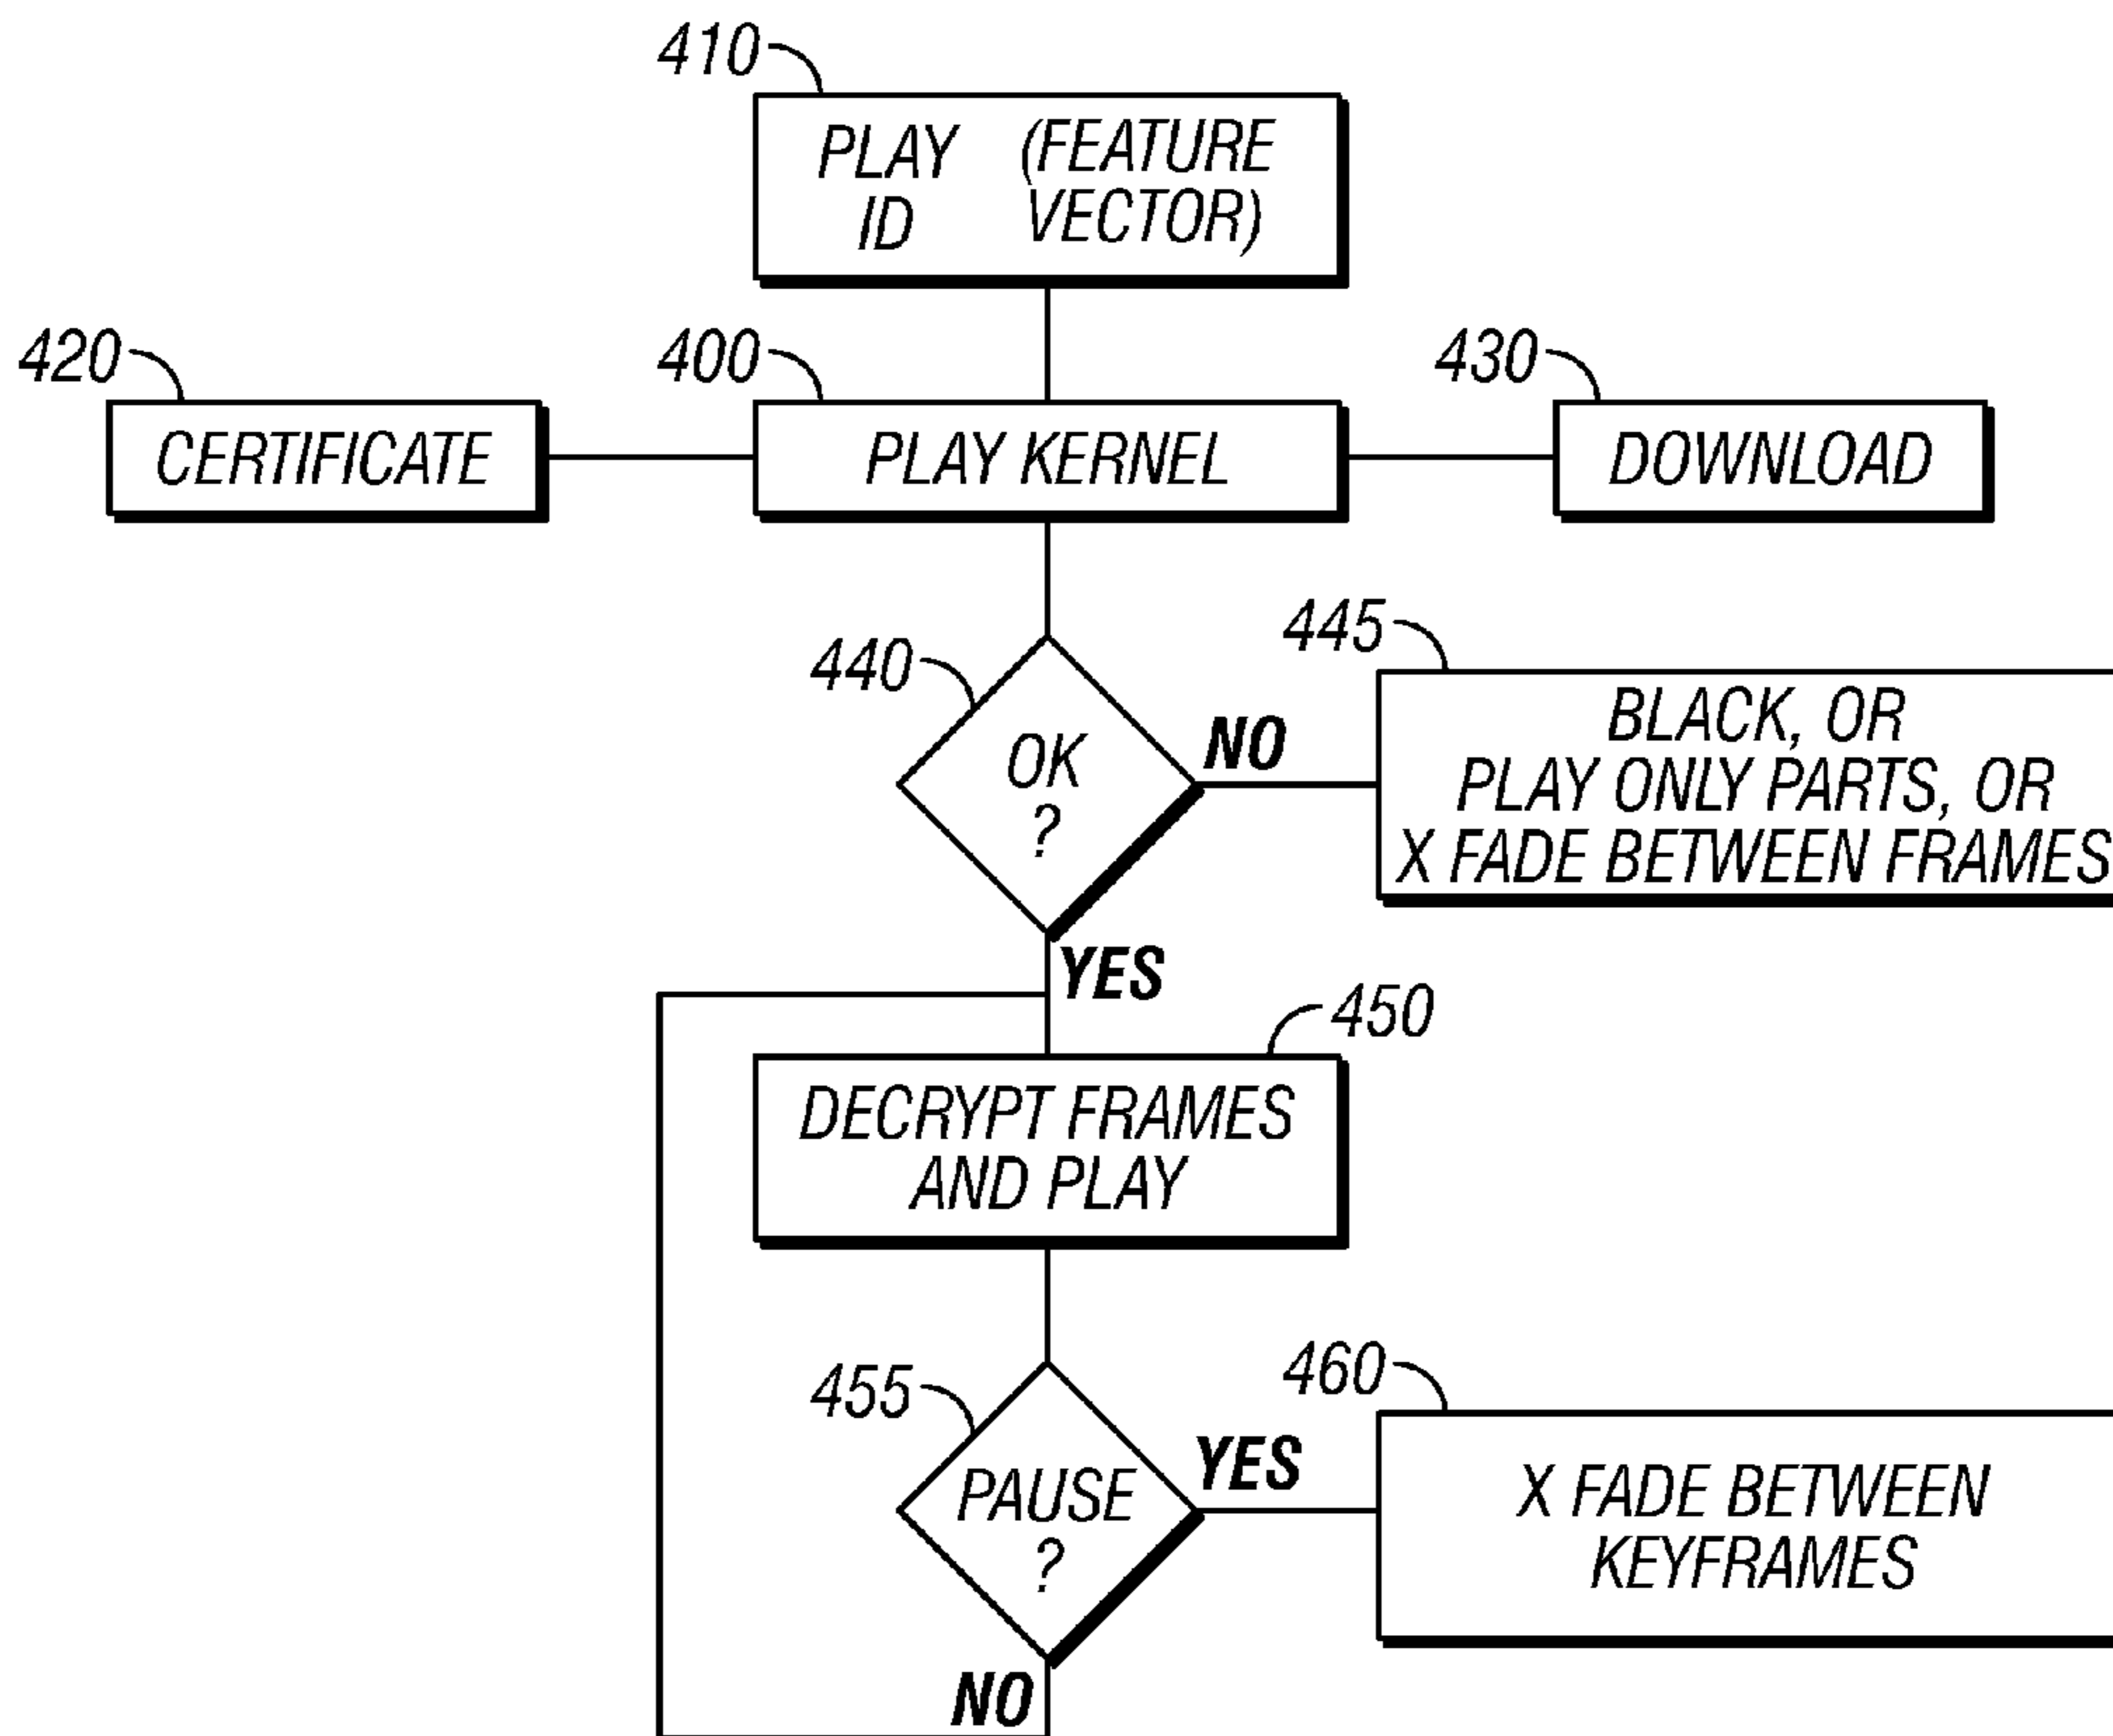 410
PLAY (FEATURE
ID VECTOR)
420
400
430
CERTIFICATE
PLAY KERNEL
DOWNLOAD
440
445
OK
?
NO
BLACK, OR
PLAY ONLY PARTS, OR
X FADE BETWEEN FRAMES
YES
450
DECRYPT FRAMES
AND PLAY
455
460
PAUSE
?
YES
X FADE BETWEEN
KEYFRAMES
NO